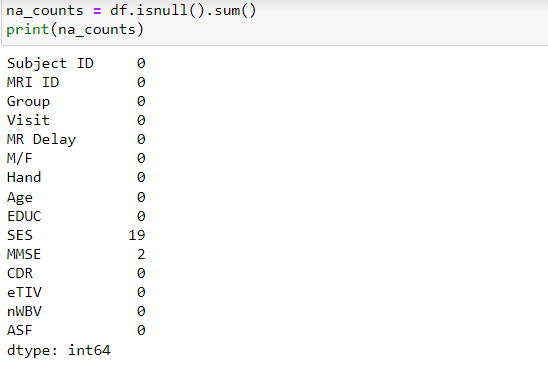 na_counts = df.isnull().sum()
print(na_counts)
Subject ID     0
MRI ID         0
Group          0
Visit          0
MR Delay       0
M/F            0
Hand           0
Age            0
EDUC           0
SES           19
MMSE           2
CDR            0
eTIV           0
nWBV           0
ASF            0
dtype: int64